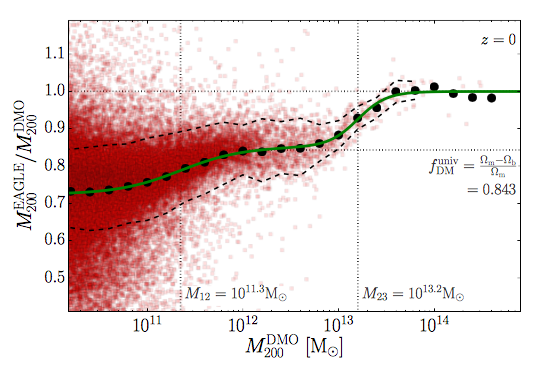 z = 0
1.1
1.0
0.9
0.8
0.7
0.6
0.5
M_200^EAGLE / M_200^DMO
f_DM^univ = (Ω_m − Ω_b) / Ω_m
= 0.843
M_12 = 10^11.3 M_⊙
M_23 = 10^13.2 M_⊙
10^11 10^12 10^13 10^14
M_200^DMO [M_⊙]